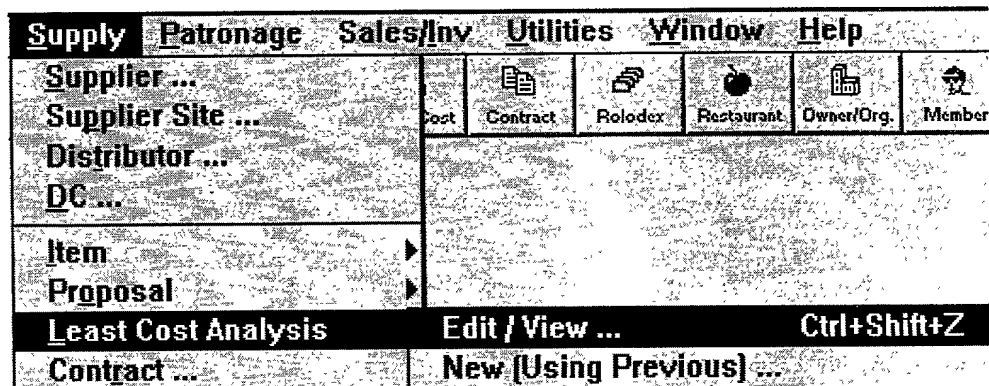 Supply Patronage Sales/Inv Utilities Window Help
Supplier ...
Supplier Site ...
Distributor ...
DC ...
Cost Contract Rolodex Restaurant Owner/Org. Member
Item
Proposal
Least Cost Analysis Edit / View ... Ctrl+Shift+Z
Contract ... New (Using Previous) ...